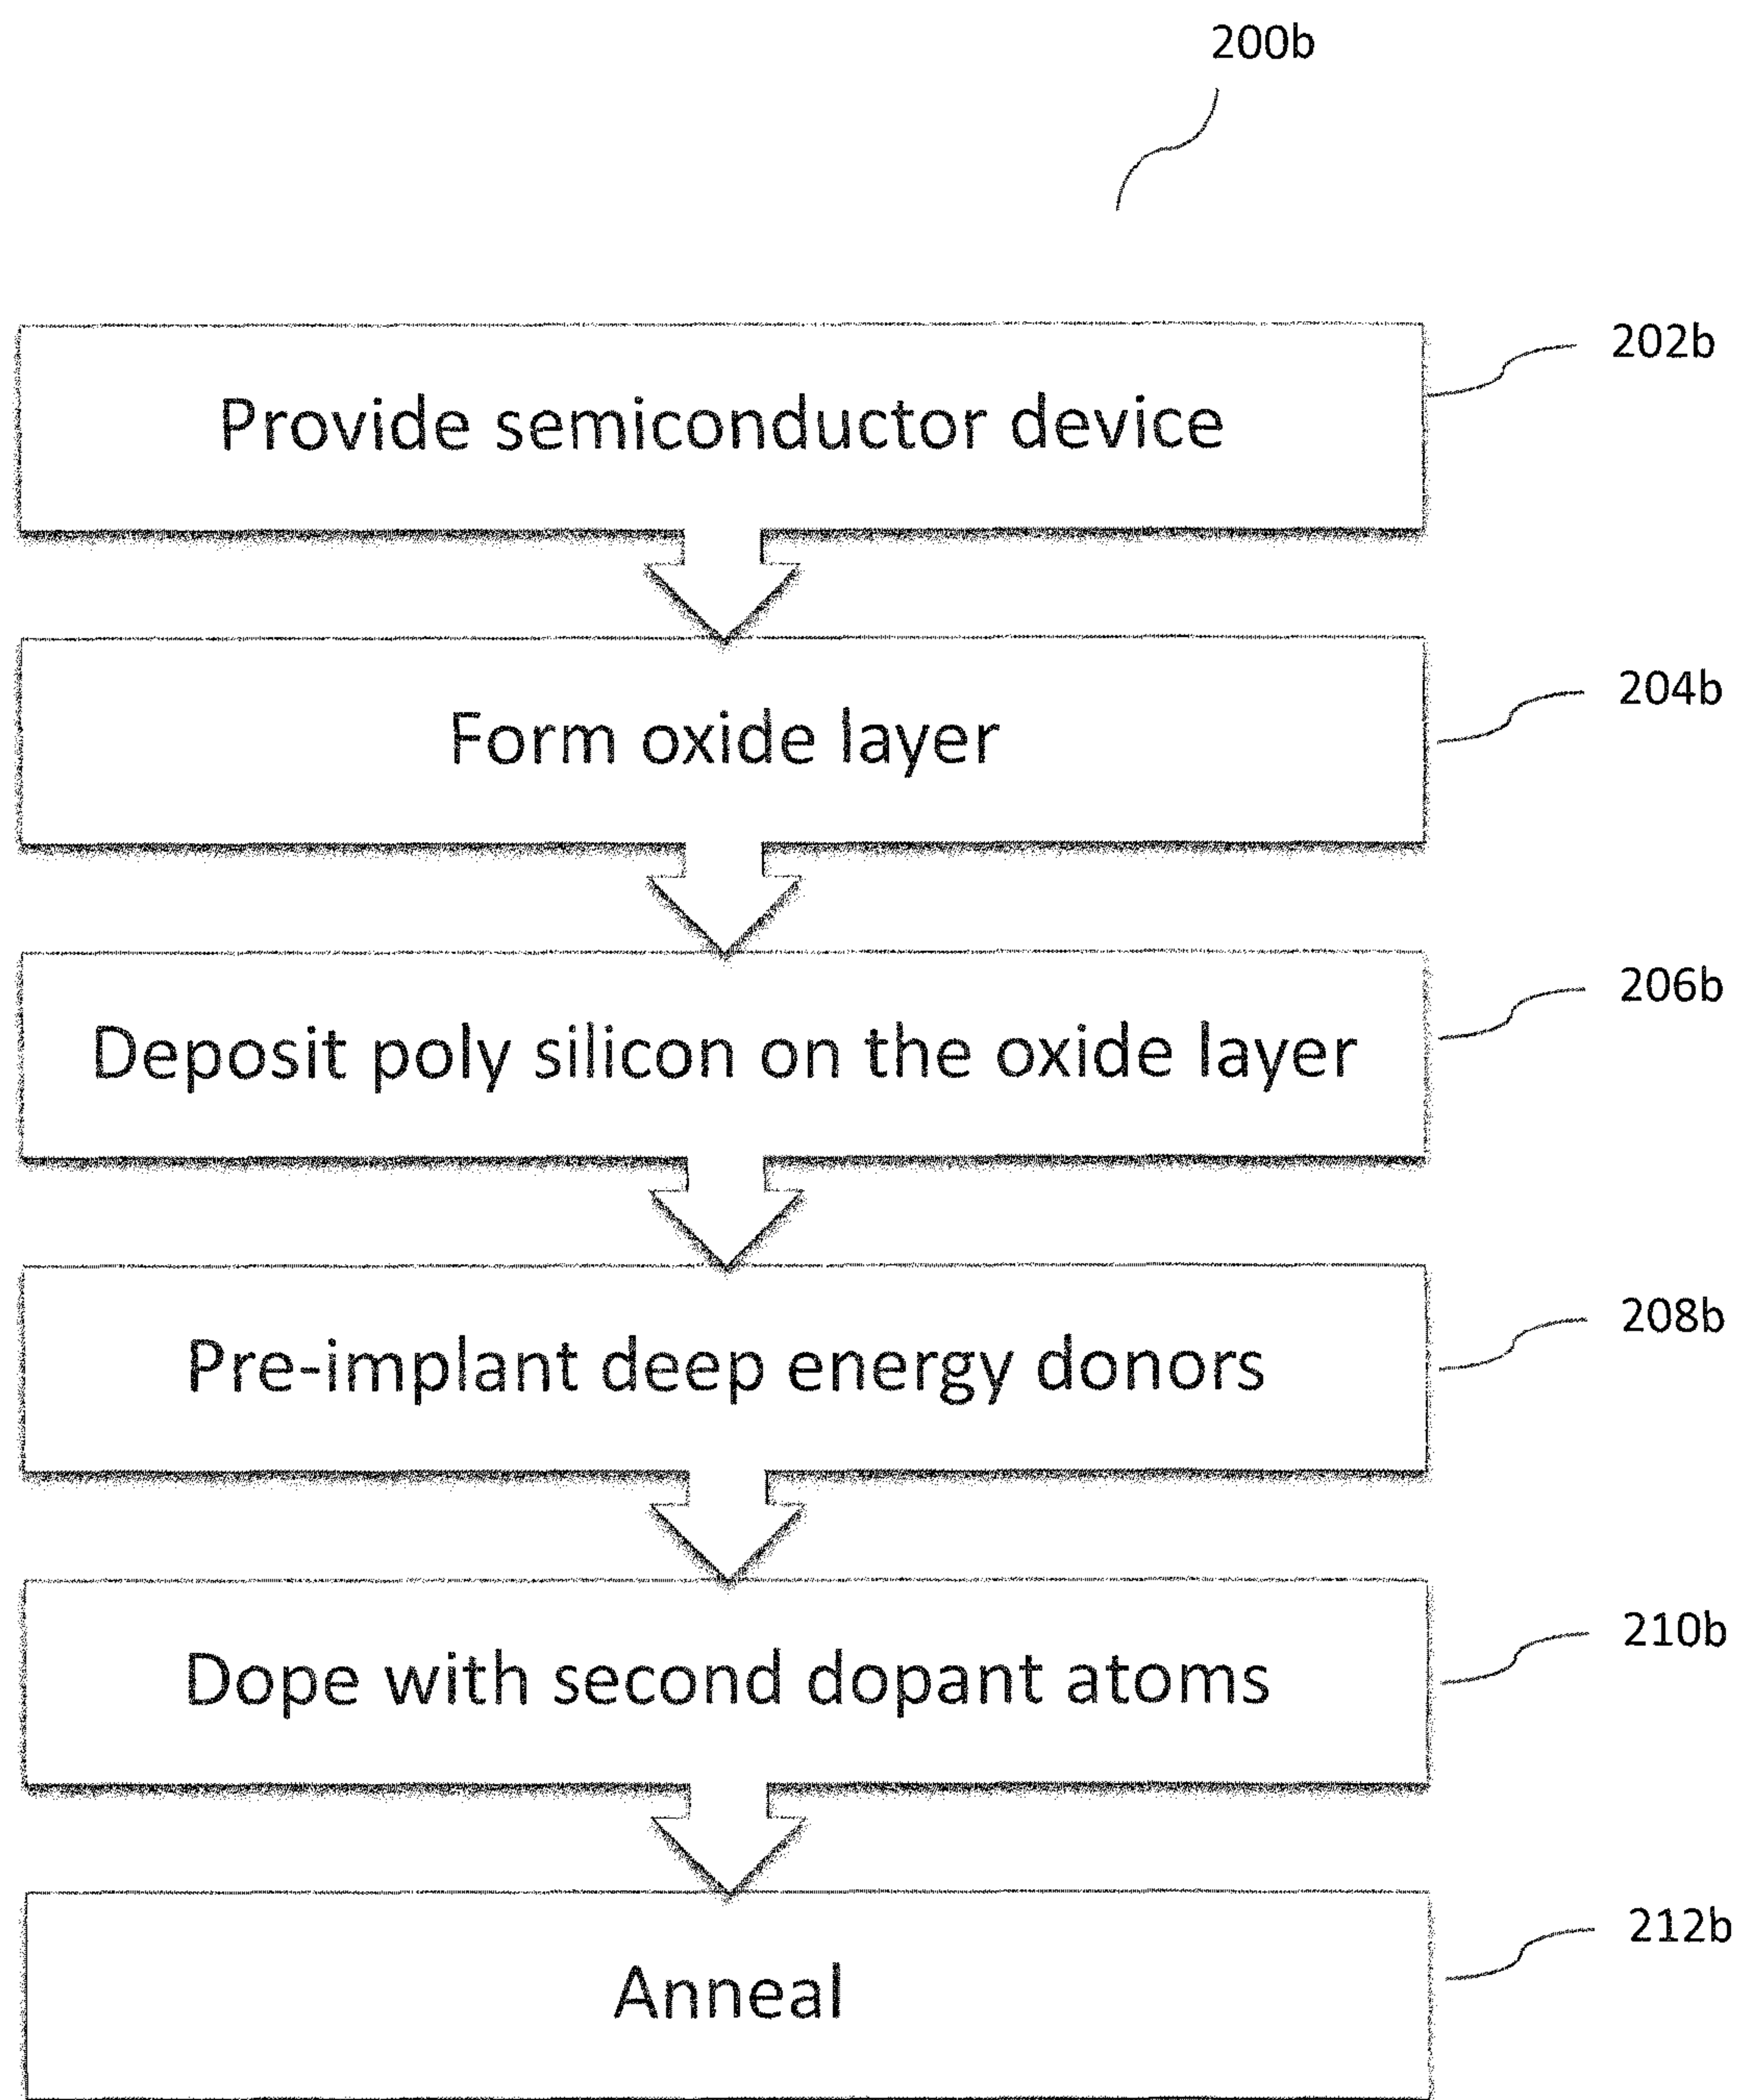 200b
Provide semiconductor device
202b
Form oxide layer
204b
Deposit poly silicon on the oxide layer
206b
Pre-implant deep energy donors
208b
Dope with second dopant atoms
210b
Anneal
212b